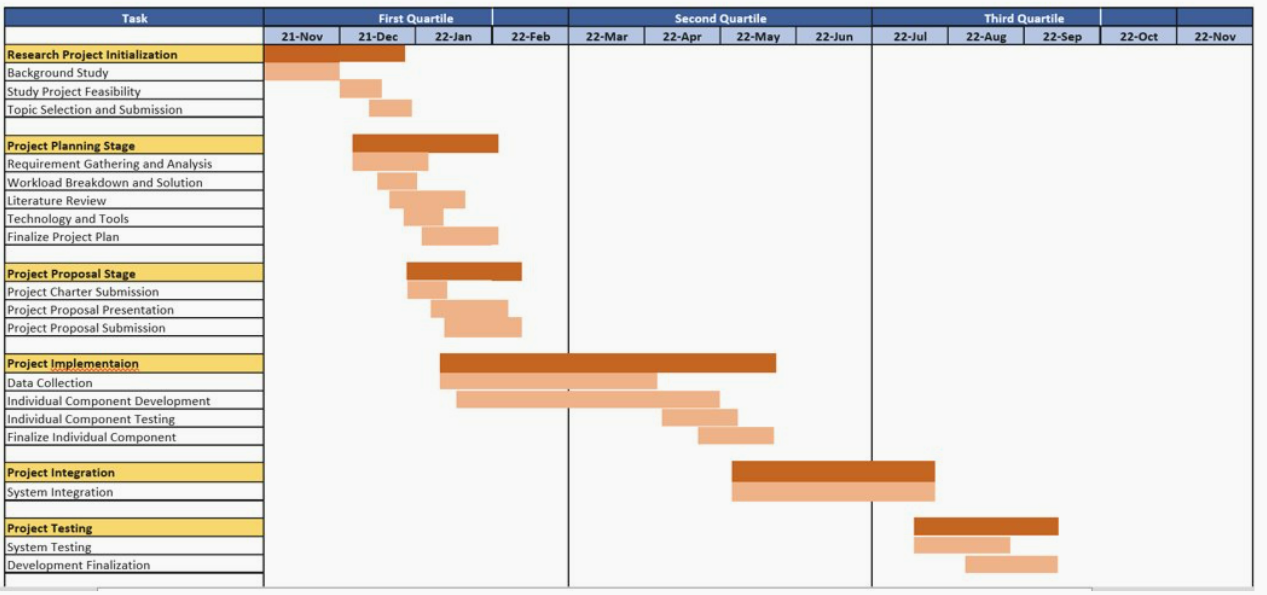 Task First Quartile Second Quartile Third Quartile
21-Nov 21-Dec 22-Jan 22-Feb 22-Mar 22-Apr 22-May 22-Jun 22-Jul 22-Aug 22-Sep 22-Oct 22-Nov
Research Project Initialization
Background Study
Study Project Feasibility
Topic Selection and Submission
Project Planning Stage
Requirement Gathering and Analysis
Workload Breakdown and Solution
Literature Review
Technology and Tools
Finalize Project Plan
Project Proposal Stage
Project Charter Submission
Project Proposal Presentation
Project Proposal Submission
Project Implementaion
Data Collection
Individual Component Development
Individual Component Testing
Finalize Individual Component
Project Integration
System Integration
Project Testing
System Testing
Development Finalization